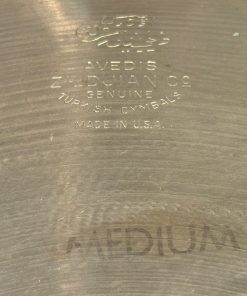 AVEDIS
ZILDJIAN CO
GENUINE
TURKISH CYMBALS
MADE IN U.S.A.
MEDIUM